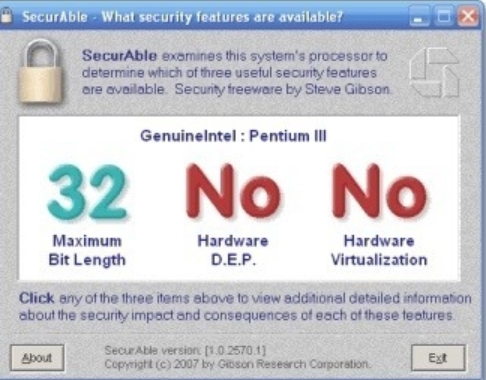 SecurAble - What security features are available?
SecurAble examines this system's processor to
determine which of three useful security features
are available. Security freeware by Steve Gibson.
GenuineIntel : Pentium III
32 No No
Maximum Hardware Hardware
Bit Length D.E.P. Virtualization
Click any of the three items above to view additional detailed information
about the security impact and consequences of each of these features.
About
SecurAble version: [1.0.2570.1]
Copyright (c) 2007 by Gibson Research Corporation.
Exit